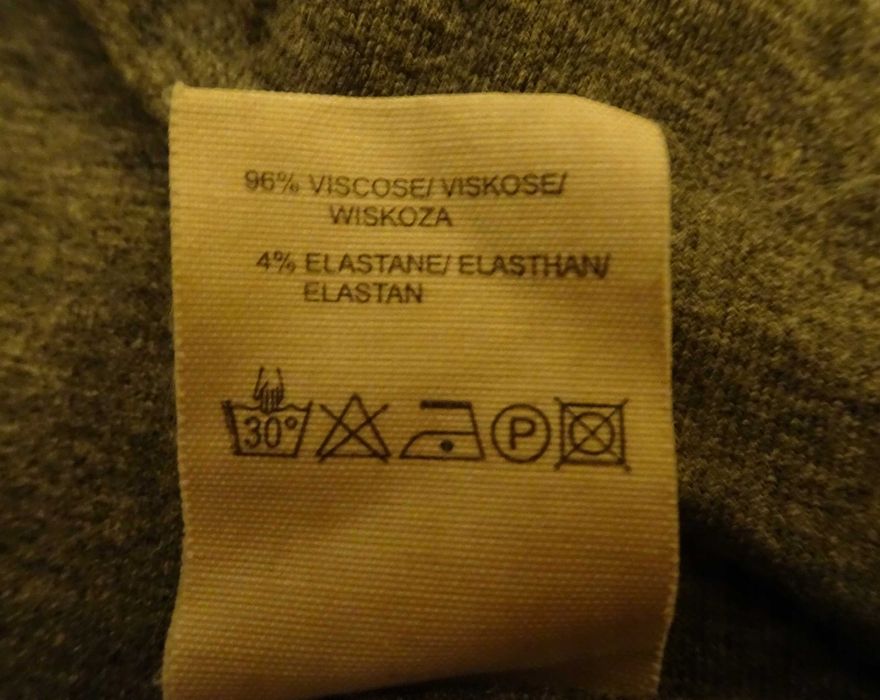 96% VISCOSE/ VISKOSE/
WISKOZA
4% ELASTANE/ ELASTHAN/
ELASTAN
30° P